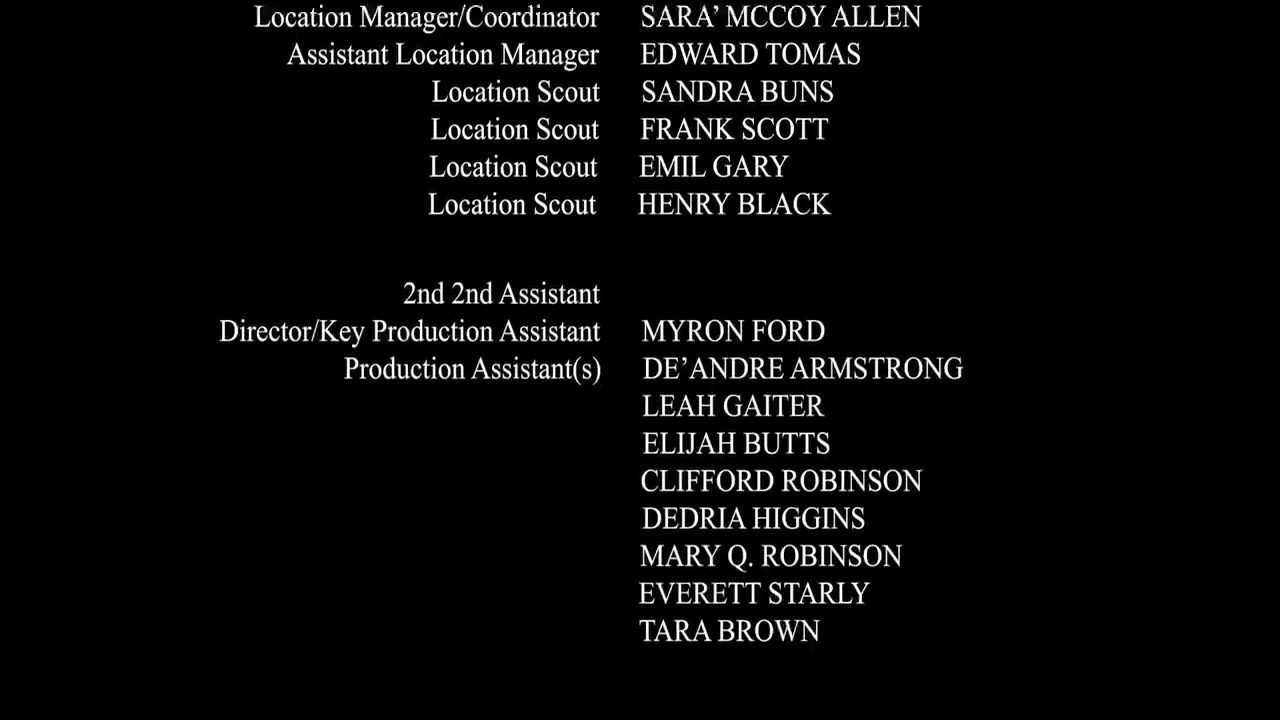 Location Manager/Coordinator SARA’ MCCOY ALLEN
Assistant Location Manager EDWARD TOMAS
Location Scout SANDRA BUNS
Location Scout FRANK SCOTT
Location Scout EMIL GARY
Location Scout HENRY BLACK
2nd 2nd Assistant
Director/Key Production Assistant MYRON FORD
Production Assistant(s) DE’ANDRE ARMSTRONG
LEAH GAITER
ELIJAH BUTTS
CLIFFORD ROBINSON
DEDRIA HIGGINS
MARY Q. ROBINSON
EVERETT STARLY
TARA BROWN